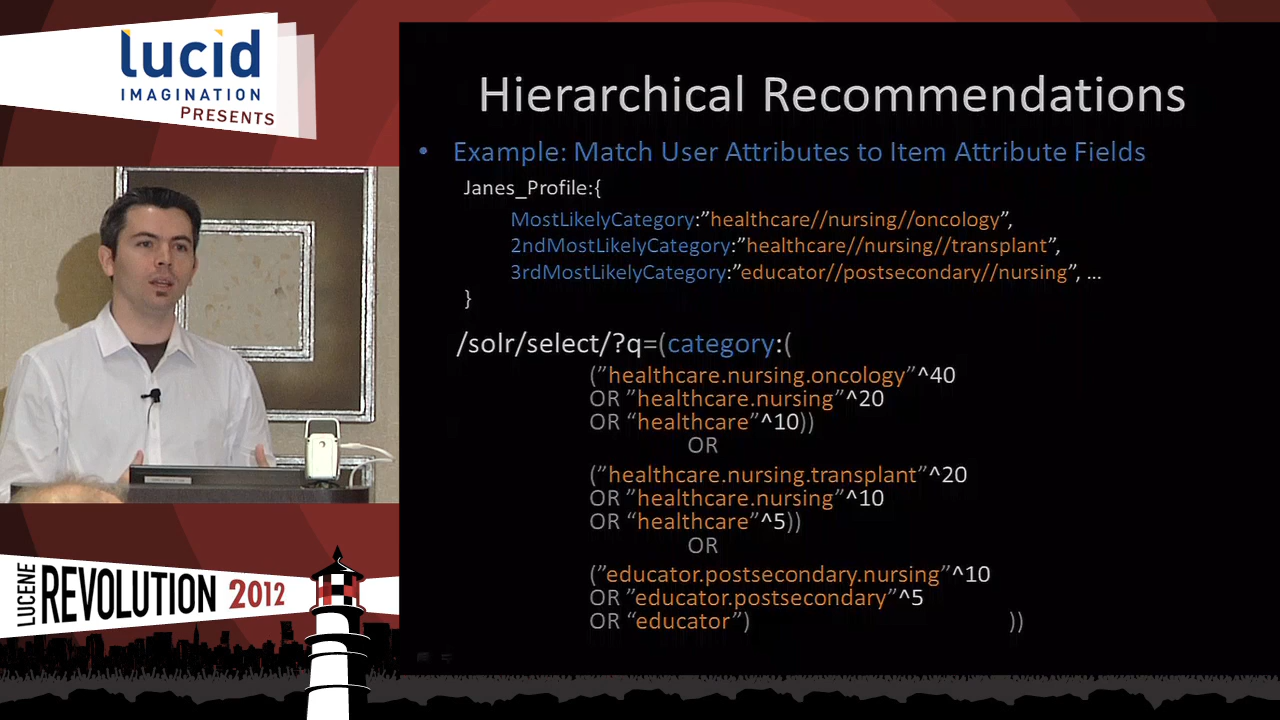 lucid
IMAGINATION
PRESENTS
Hierarchical Recommendations
• Example: Match User Attributes to Item Attribute Fields
Janes_Profile:{
MostLikelyCategory:”healthcare//nursing//oncology”,
2ndMostLikelyCategory:”healthcare//nursing//transplant”,
3rdMostLikelyCategory:”educator//postsecondary//nursing”, ...
}
/solr/select/?q=(category:(
(”healthcare.nursing.oncology”^40
OR ”healthcare.nursing”^20
OR “healthcare”^10))
OR
(”healthcare.nursing.transplant”^20
OR ”healthcare.nursing”^10
OR “healthcare”^5))
OR
(”educator.postsecondary.nursing”^10
OR ”educator.postsecondary”^5
OR “educator”) ))
LUCENE
REVOLUTION 2012